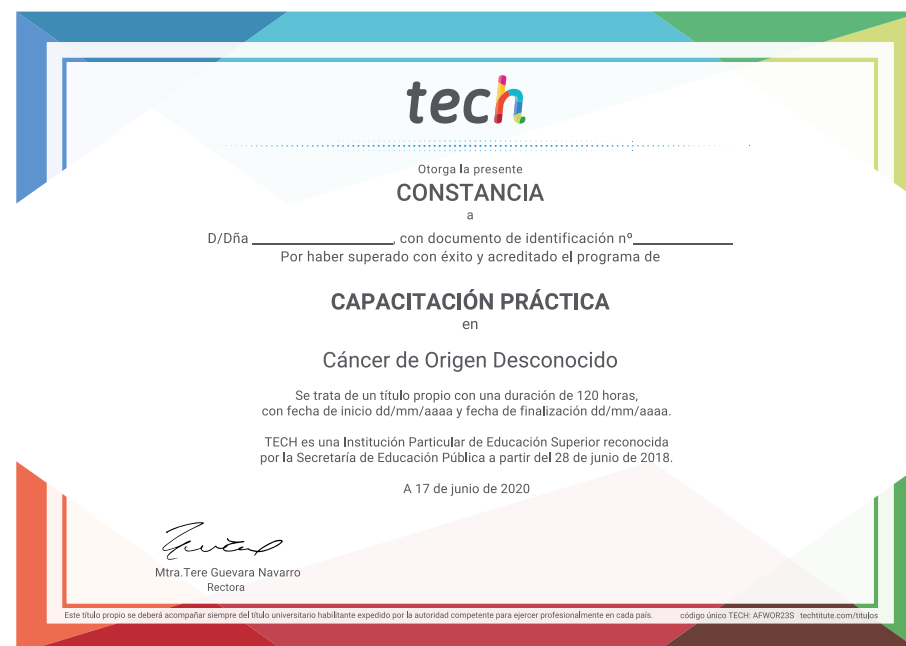 tech
Otorga la presente
CONSTANCIA
a
D/Dña ____________________, con documento de identificación nº______________
Por haber superado con éxito y acreditado el programa de
CAPACITACIÓN PRÁCTICA
en
Cáncer de Origen Desconocido
Se trata de un título propio con una duración de 120 horas,
con fecha de inicio dd/mm/aaaa y fecha de finalización dd/mm/aaaa.
TECH es una Institución Particular de Educación Superior reconocida
por la Secretaría de Educación Pública a partir del 28 de junio de 2018.
A 17 de junio de 2020
Mtra.Tere Guevara Navarro
Rectora
Este título propio se deberá acompañar siempre del título universitario habilitante expedido por la autoridad competente para ejercer profesionalmente en cada país. código único TECH: AFWOR23S techtitute.com/titulos